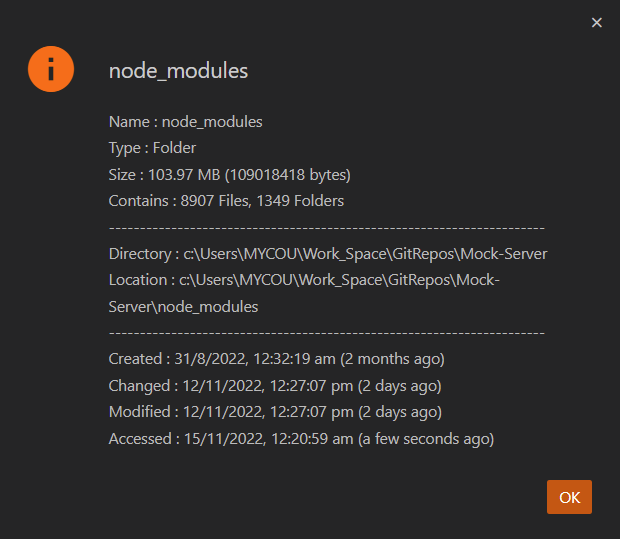 node_modules
Name : node_modules
Type : Folder
Size : 103.97 MB (109018418 bytes)
Contains : 8907 Files, 1349 Folders
----------------------------------------------------------------------
Directory : c:\Users\MYCOU\Work_Space\GitRepos\Mock-Server
Location : c:\Users\MYCOU\Work_Space\GitRepos\Mock-
Server\node_modules
----------------------------------------------------------------------
Created : 31/8/2022, 12:32:19 am (2 months ago)
Changed : 12/11/2022, 12:27:07 pm (2 days ago)
Modified : 12/11/2022, 12:27:07 pm (2 days ago)
Accessed : 15/11/2022, 12:20:59 am (a few seconds ago)
OK